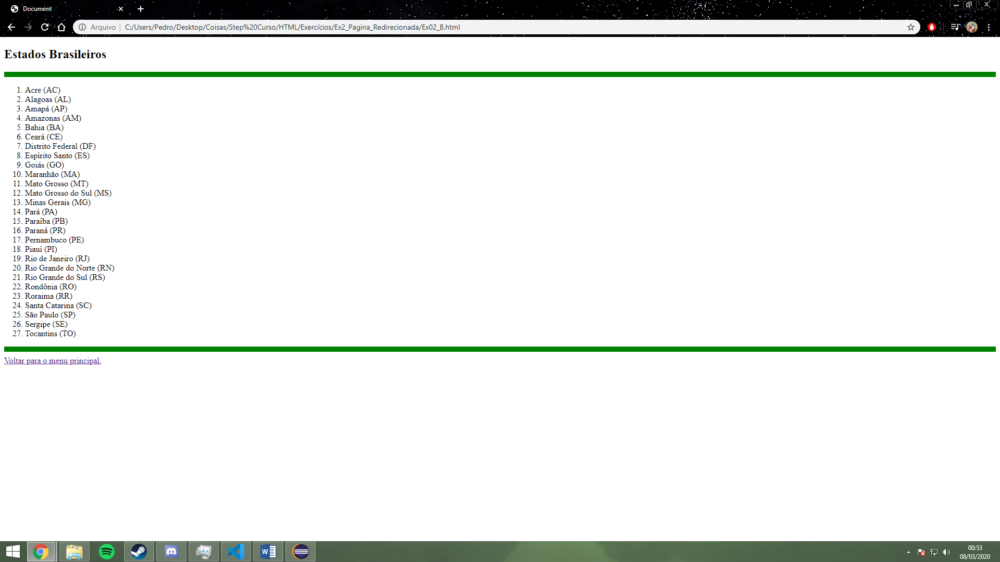 Document
Arquivo
C:/Users/Pedro/Desktop/Coisas/Step%20Curso/HTML/Exercícios/Ex2_Pagina_Redirecionada/Ex02_B.html
Estados Brasileiros
1. Acre (AC)
2. Alagoas (AL)
3. Amapá (AP)
4. Amazonas (AM)
5. Bahia (BA)
6. Ceará (CE)
7. Distrito Federal (DF)
8. Espírito Santo (ES)
9. Goiás (GO)
10. Maranhão (MA)
11. Mato Grosso (MT)
12. Mato Grosso do Sul (MS)
13. Minas Gerais (MG)
14. Pará (PA)
15. Paraíba (PB)
16. Paraná (PR)
17. Pernambuco (PE)
18. Piauí (PI)
19. Rio de Janeiro (RJ)
20. Rio Grande do Norte (RN)
21. Rio Grande do Sul (RS)
22. Rondônia (RO)
23. Roraima (RR)
24. Santa Catarina (SC)
25. São Paulo (SP)
26. Sergipe (SE)
27. Tocantins (TO)
Voltar para o menu principal.
00:53
08/03/2020